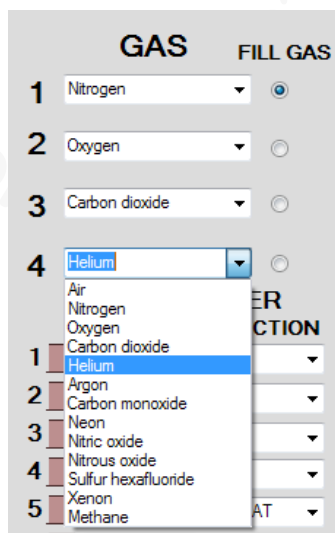 GAS FILL GAS
1 Nitrogen
2 Oxygen
3 Carbon dioxide
4 Helium
Air
Nitrogen
Oxygen
Carbon dioxide
Helium
Argon
Carbon monoxide
Neon
Nitric oxide
Nitrous oxide
Sulfur hexafluoride
Xenon
Methane
ER
CTION
1
2
3
4
5 AT